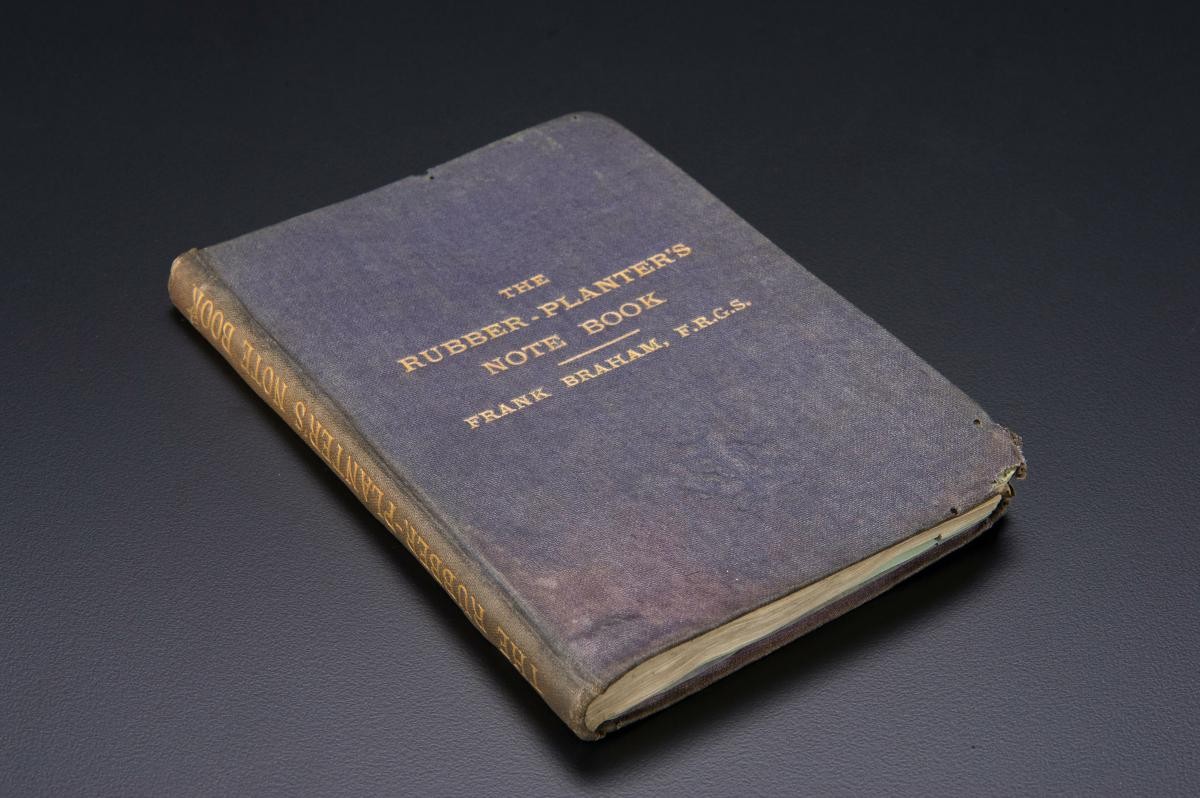 THE
RUBBER-PLANTER'S
NOTE BOOK
FRANK BRAHAM, F.R.G.S.
THE RUBBER-PLANTER'S NOTE BOOK